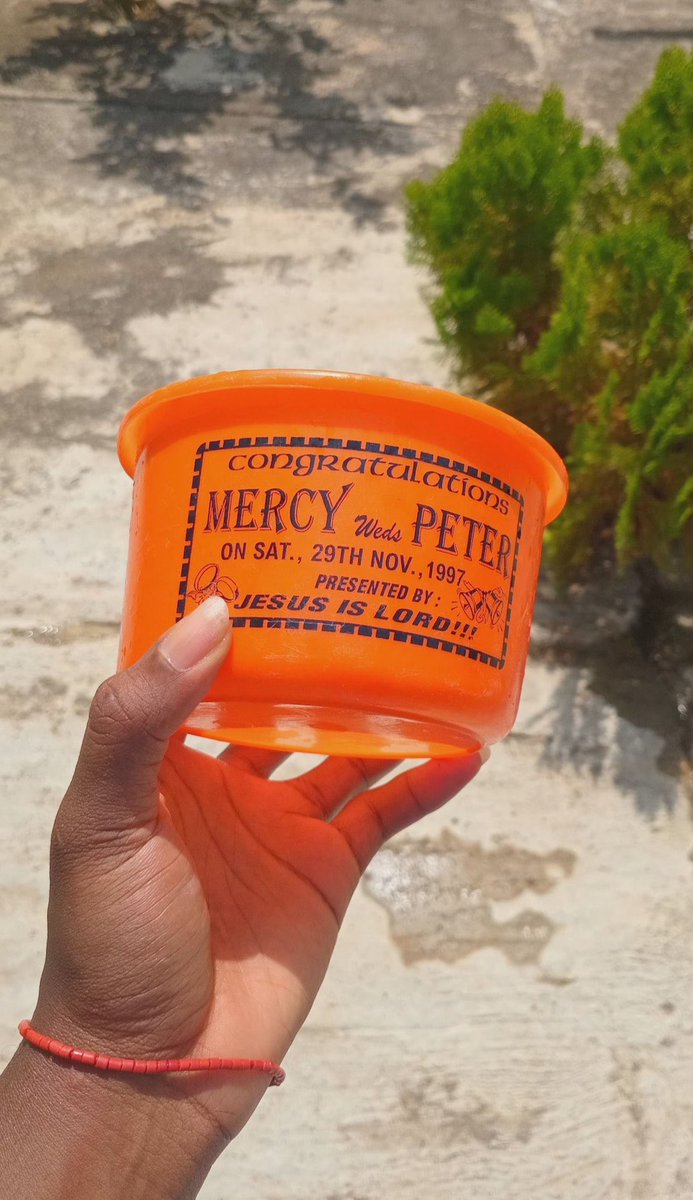 congratulations
MERCY Weds PETER
ON SAT., 29TH NOV.,1997
PRESENTED BY:
JESUS IS LORD!!!